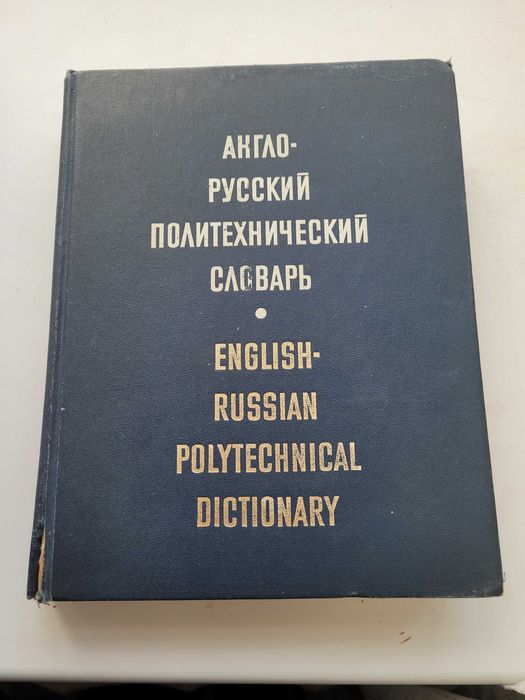 АНГЛО-
РУССКИЙ
ПОЛИТЕХНИЧЕСКИЙ
СЛОВАРЬ
•
ENGLISH-
RUSSIAN
POLYTECHNICAL
DICTIONARY